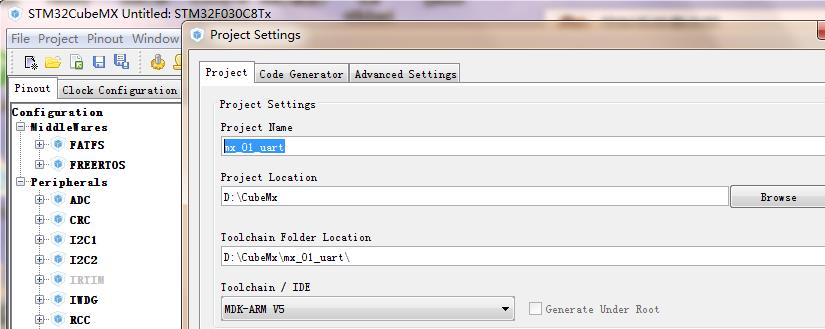 STM32CubeMX Untitled: STM32F030C8Tx
File Project Pinout Window
Pinout Clock Configuration
Configuration
MiddleWares
FATFS
FREERTOS
Peripherals
ADC
CRC
I2C1
I2C2
IRTIM
IWDG
RCC
Project Settings
Project Code Generator Advanced Settings
Project Settings
Project Name
mx_01_uart
Project Location
D:\CubeMx
Browse
Toolchain Folder Location
D:\CubeMx\mx_01_uart\
Toolchain / IDE
MDK-ARM V5
Generate Under Root